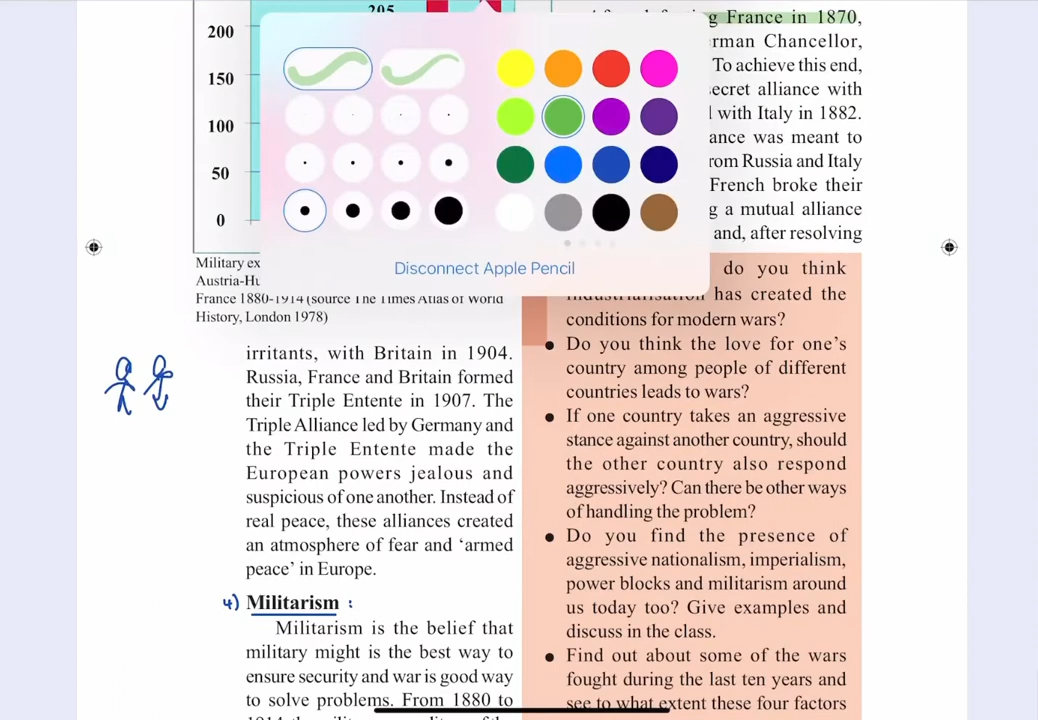 205
200
150
100
50
0
Disconnect Apple Pencil
Military ex
Austria-Hu
France 1880-1914 (source The Times Atlas of World
History, London 1978)
irritants, with Britain in 1904.
Russia, France and Britain formed
their Triple Entente in 1907. The
Triple Alliance led by Germany and
the Triple Entente made the
European powers jealous and
suspicious of one another. Instead of
real peace, these alliances created
an atmosphere of fear and ‘armed
peace’ in Europe.
4) Militarism :
Militarism is the belief that
military might is the best way to
ensure security and war is good way
to solve problems. From 1880 to
g France in 1870,
rman Chancellor,
To achieve this end,
secret alliance with
l with Italy in 1882.
ance was meant to
rom Russia and Italy
French broke their
g a mutual alliance
and, after resolving
do you think
industrialisation has created the
conditions for modern wars?
● Do you think the love for one’s
country among people of different
countries leads to wars?
● If one country takes an aggressive
stance against another country, should
the other country also respond
aggressively? Can there be other ways
of handling the problem?
● Do you find the presence of
aggressive nationalism, imperialism,
power blocks and militarism around
us today too? Give examples and
discuss in the class.
● Find out about some of the wars
fought during the last ten years and
see to what extent these four factors